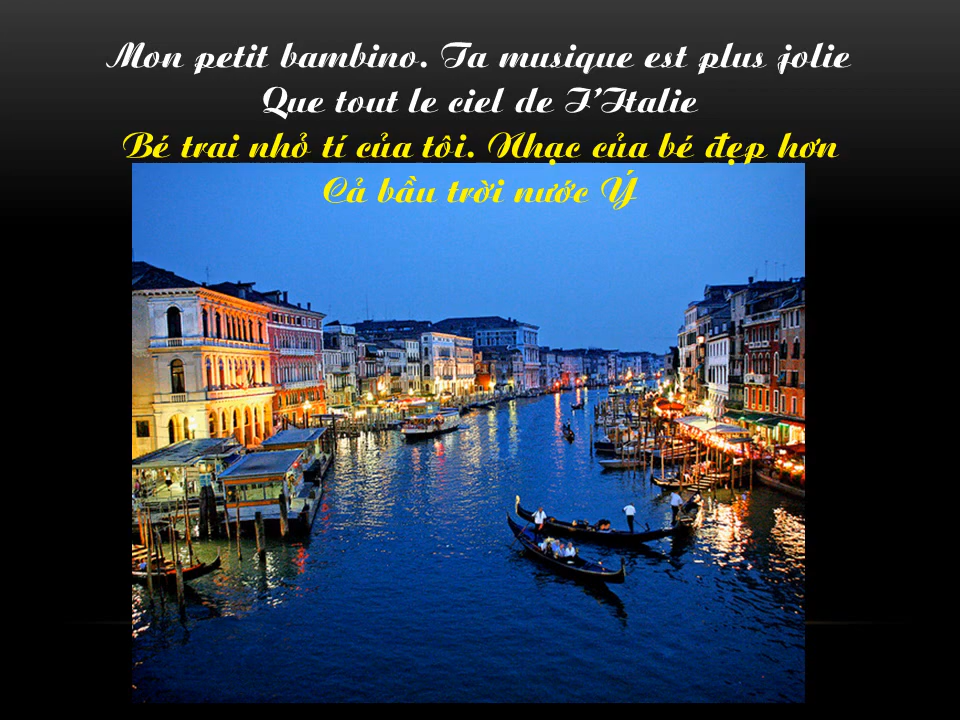 Mon petit bambino. Ta musique est plus jolie
Que tout le ciel de I’Italie
Bé trai nhỏ tí của tôi. Nhạc của bé đẹp hơn
Cả bầu trời nước Ý